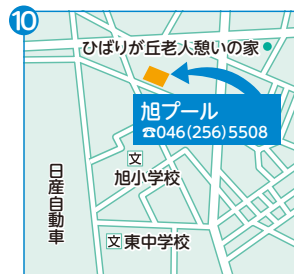 10
ひばりが丘老人憩いの家
旭プール
☎046(256)5508
文
旭小学校
日産自動車
文東中学校